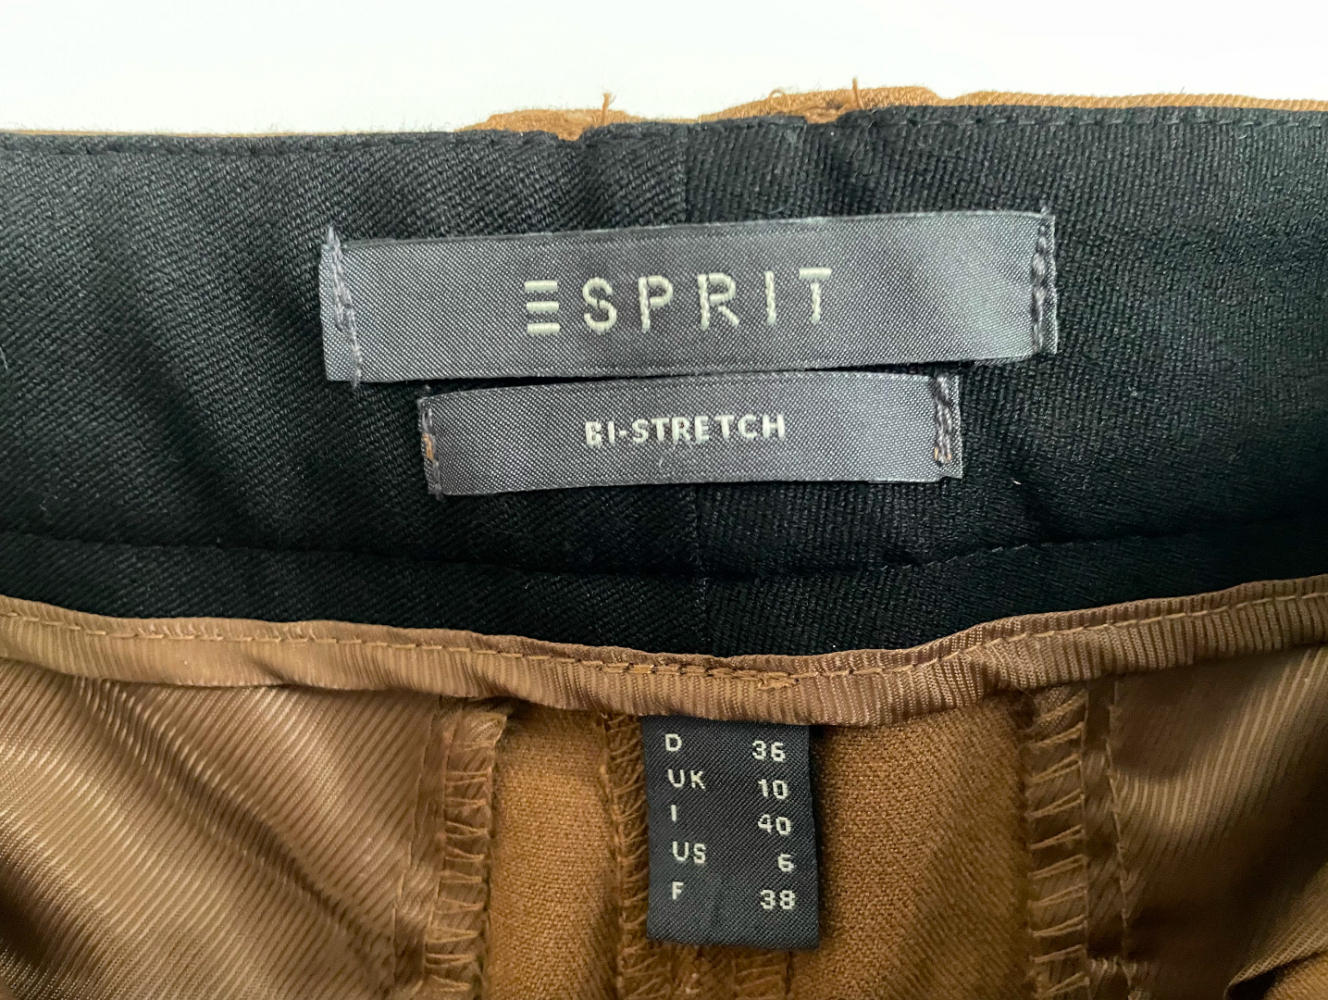 ESPRIT
BI-STRETCH
D 36
UK 10
I 40
US 6
F 38